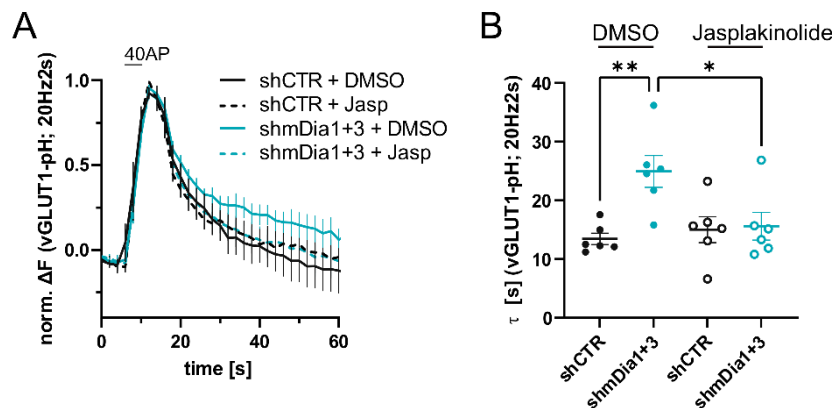 A
40AP
norm. ΔF (vGLUT1-pH; 20Hz2s)
1.0
0.5
0.0
0
20
40
60
time [s]
shCTR + DMSO
shCTR + Jasp
shmDia1+3 + DMSO
shmDia1+3 + Jasp
B
DMSO
Jasplakinolide
**
*
τ [s] (vGLUT1-pH; 20Hz2s)
40
30
20
10
0
shCTR
shmDia1+3
shCTR
shmDia1+3